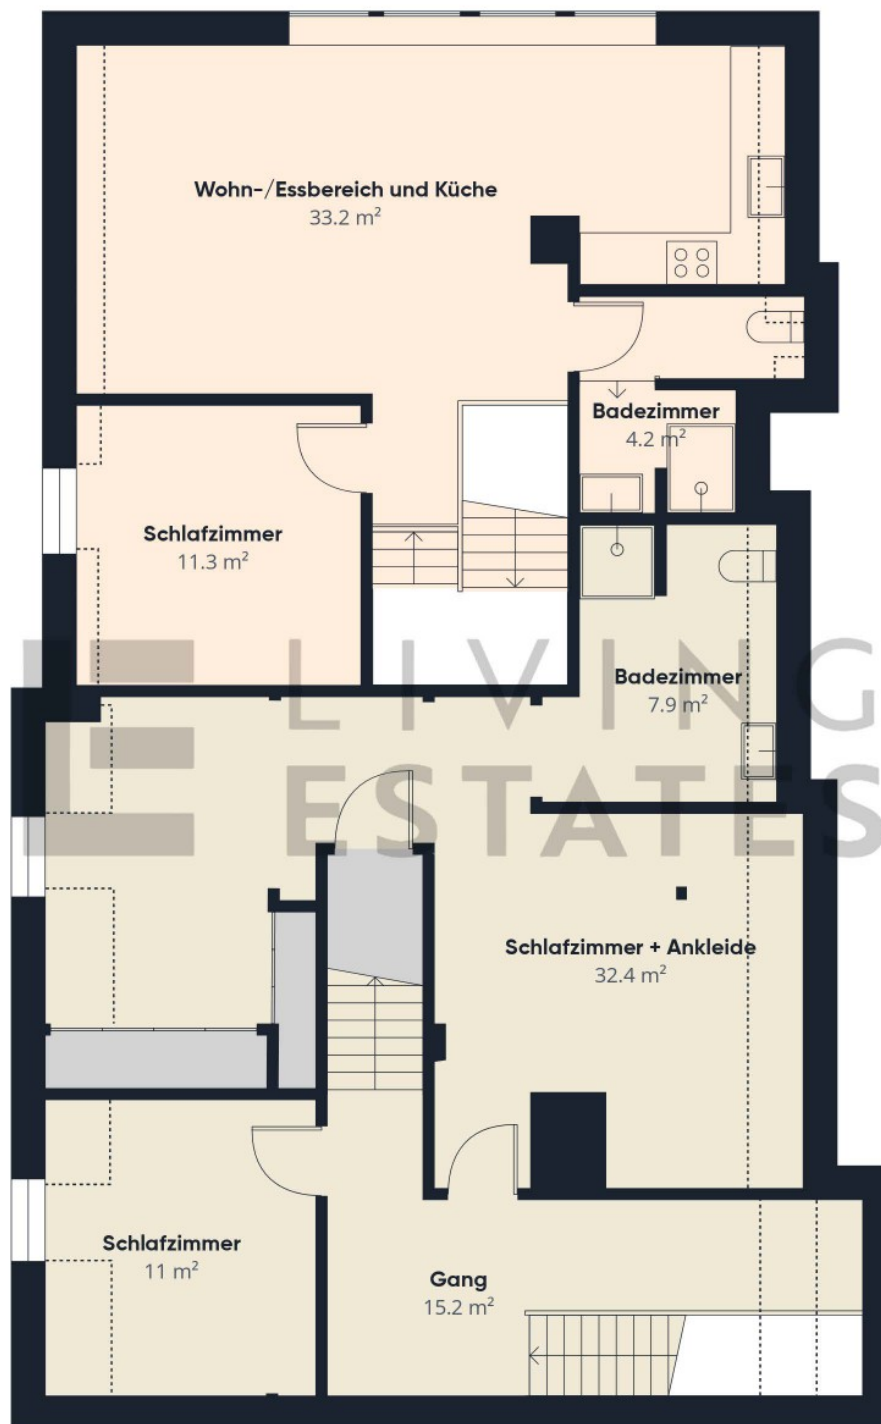 Wohn-/Essbereich und Küche
33.2 m²
Badezimmer
4.2 m²
Schlafzimmer
11.3 m²
LIVING
ESTATES
Badezimmer
7.9 m²
Schlafzimmer + Ankleide
32.4 m²
Schlafzimmer
11 m²
Gang
15.2 m²